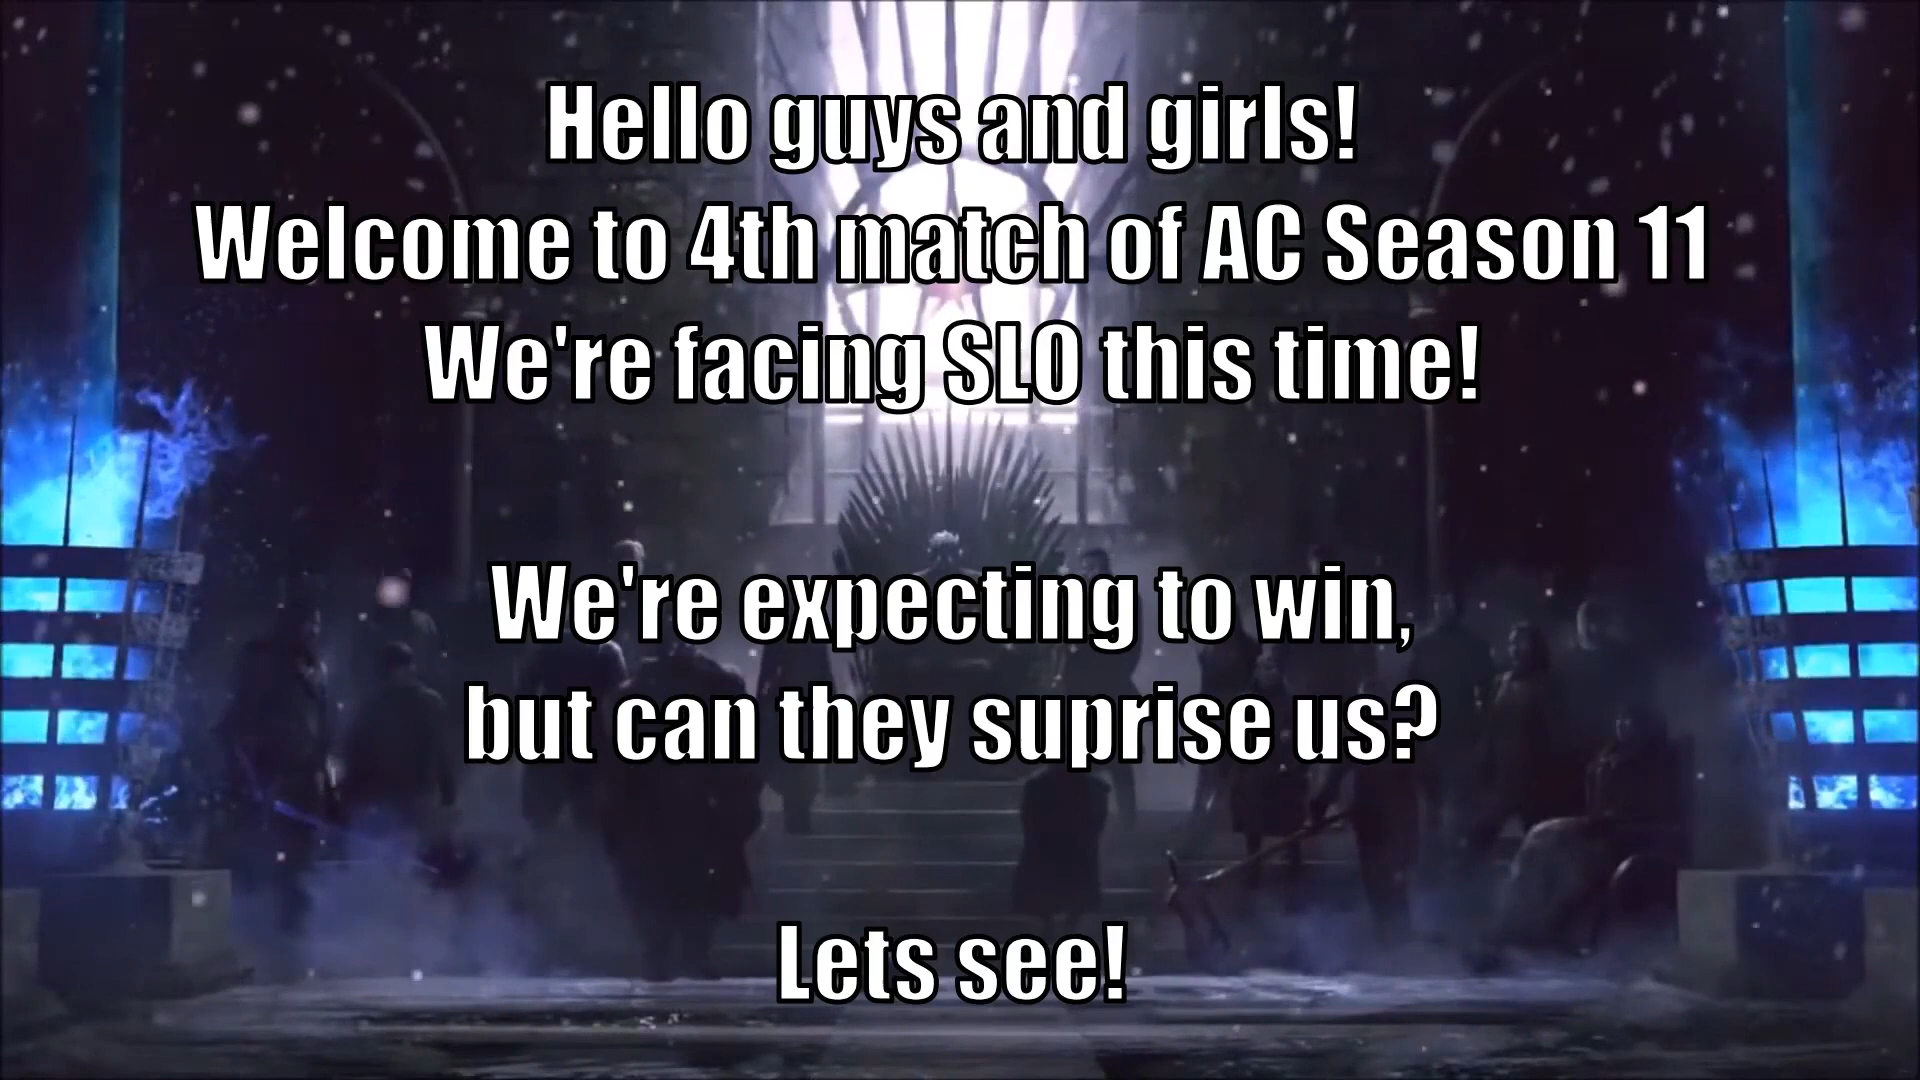 Hello guys and girls!
Welcome to 4th match of AC Season 11
We're facing SLO this time!
We're expecting to win,
but can they suprise us?
Lets see!